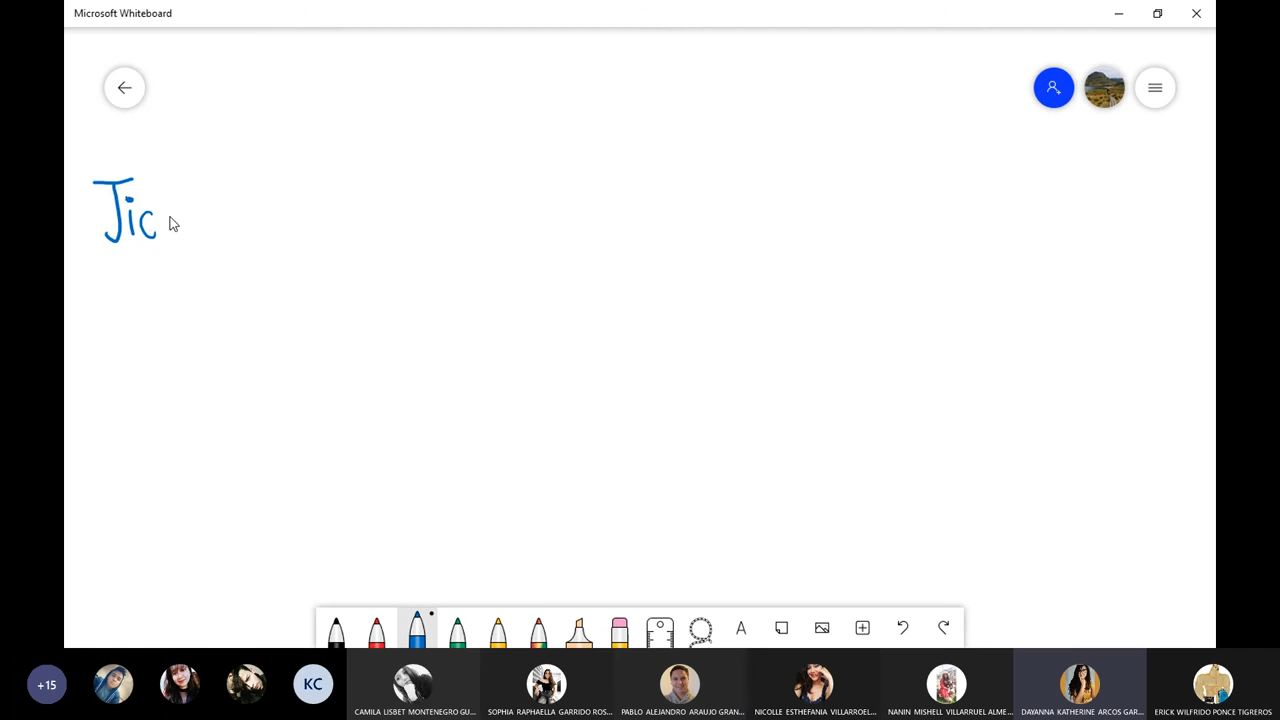 Microsoft Whiteboard
Jic
+15
KC
CAMILA LISBET MONTENEGRO GU...
SOPHIA RAPHAELLA GARRIDO ROS...
PABLO ALEJANDRO ARAUJO GRAN...
NICOLLE ESTHEFANIA VILLARROEL...
NANIN MISHELL VILLARRUEL ALME...
DAYANNA KATHERINE ARCOS GAR...
ERICK WILFRIDO PONCE TIGREROS